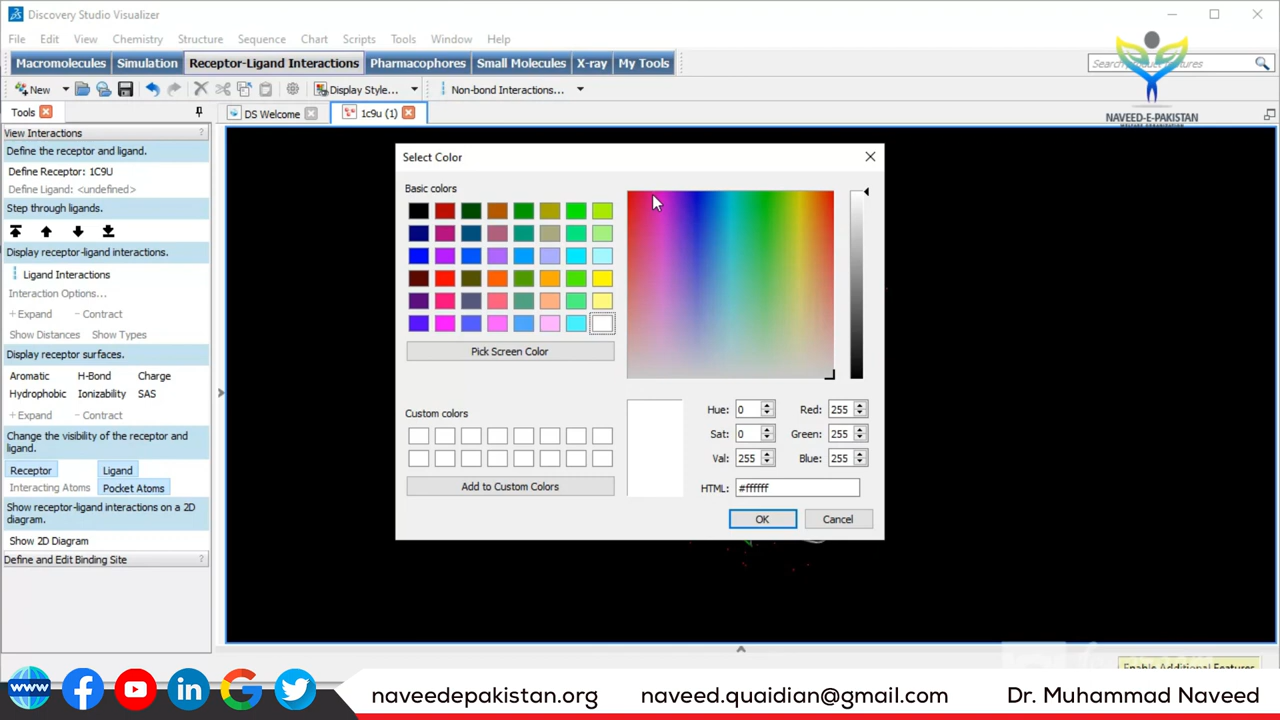 Discovery Studio Visualizer
File Edit View Chemistry Structure Sequence Chart Scripts Tools Window Help
Macromolecules Simulation Receptor-Ligand Interactions Pharmacophores Small Molecules X-ray My Tools
New Display Style... Non-bond Interactions...
NAVEED-E-PAKISTAN
Tools DS Welcome 1c9u (1)
View Interactions ?
Define the receptor and ligand.
Define Receptor: 1C9U
Define Ligand: <undefined>
Step through ligands.
Display receptor-ligand interactions.
Ligand Interactions
Interaction Options...
+ Expand - Contract
Show Distances Show Types
Display receptor surfaces.
Aromatic H-Bond Charge
Hydrophobic Ionizability SAS
+ Expand - Contract
Change the visibility of the receptor and
ligand.
Receptor Ligand
Interacting Atoms Pocket Atoms
Show receptor-ligand interactions on a 2D
diagram.
Show 2D Diagram
Define and Edit Binding Site ?
Select Color
Basic colors
Pick Screen Color
Custom colors
Add to Custom Colors
Hue: 0 Red: 255
Sat: 0 Green: 255
Val: 255 Blue: 255
HTML: #ffffff
OK Cancel
Enable Additional Features
www f in G
naveedepakistan.org naveed.quaidian@gmail.com Dr. Muhammad Naveed